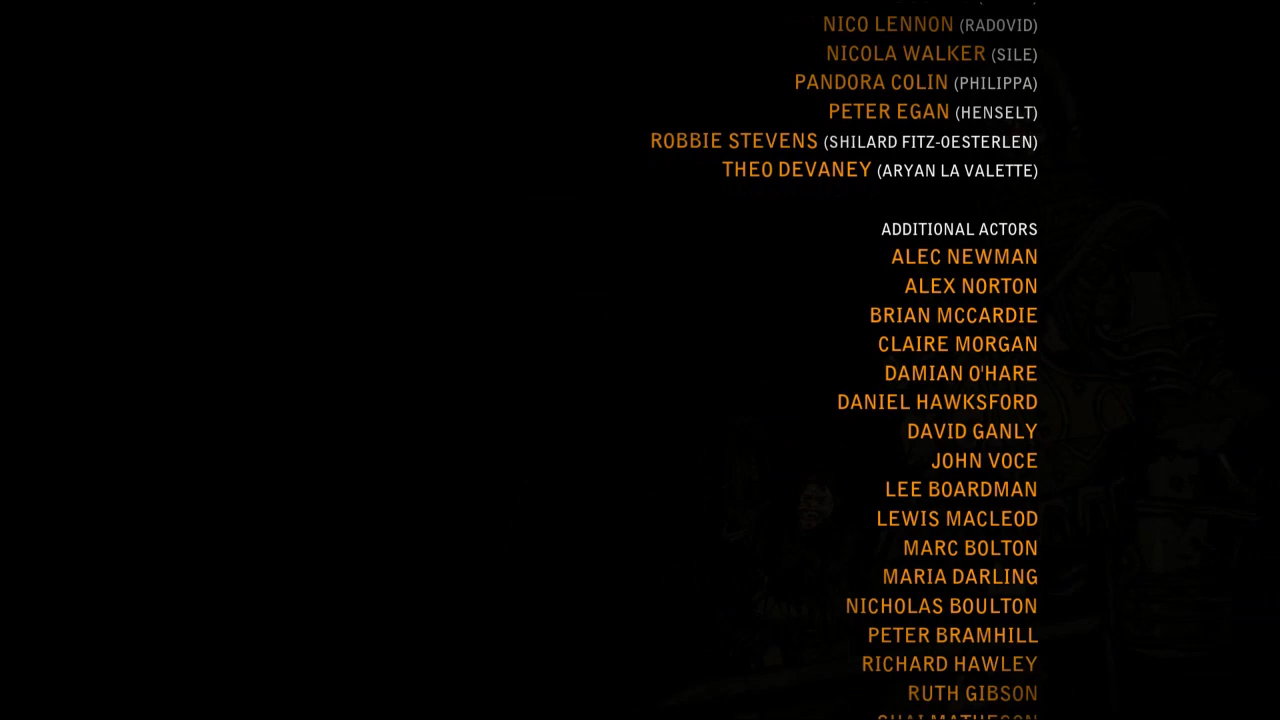 NICO LENNON (RADOVID)
NICOLA WALKER (SILE)
PANDORA COLIN (PHILIPPA)
PETER EGAN (HENSELT)
ROBBIE STEVENS (SHILARD FITZ-OESTERLEN)
THEO DEVANEY (ARYAN LA VALETTE)
ADDITIONAL ACTORS
ALEC NEWMAN
ALEX NORTON
BRIAN MCCARDIE
CLAIRE MORGAN
DAMIAN O'HARE
DANIEL HAWKSFORD
DAVID GANLY
JOHN VOCE
LEE BOARDMAN
LEWIS MACLEOD
MARC BOLTON
MARIA DARLING
NICHOLAS BOULTON
PETER BRAMHILL
RICHARD HAWLEY
RUTH GIBSON